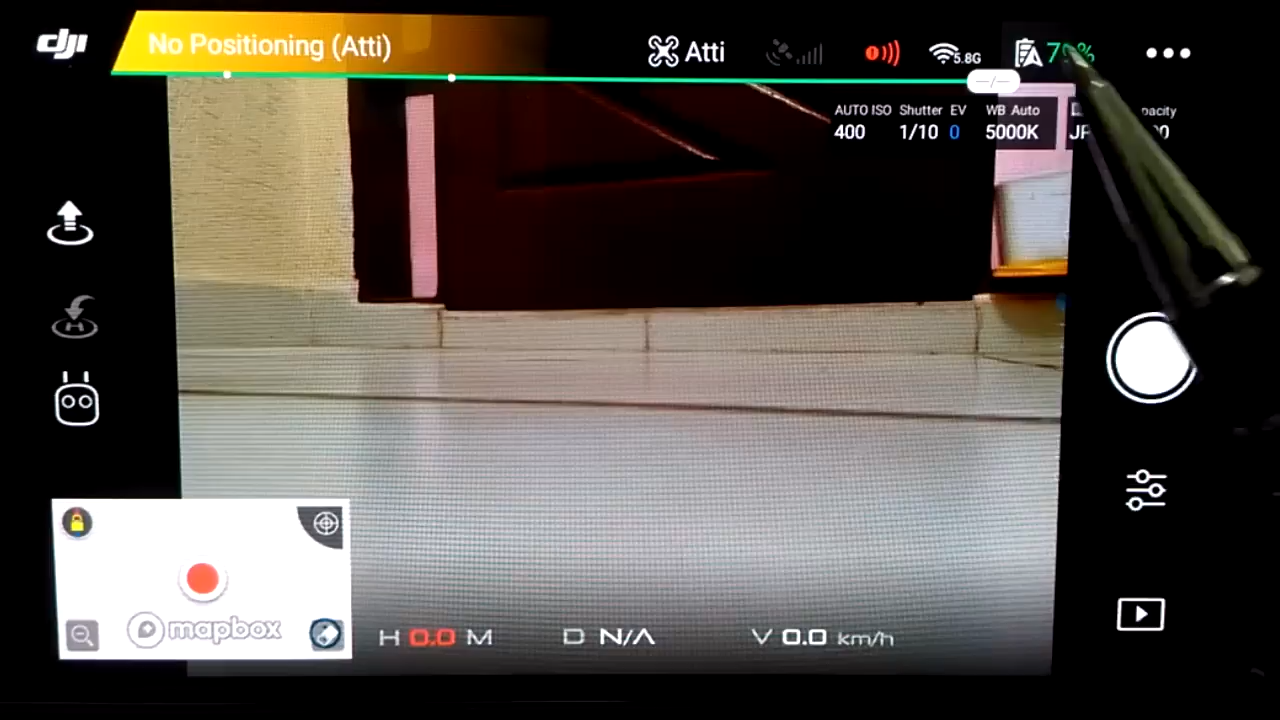 dji
No Positioning (Atti)
Atti
5.8G
AUTO ISO Shutter EV WB Auto
400 1/10 0 5000K
H
mapbox
H 0.0 M D N/A V 0.0 km/h